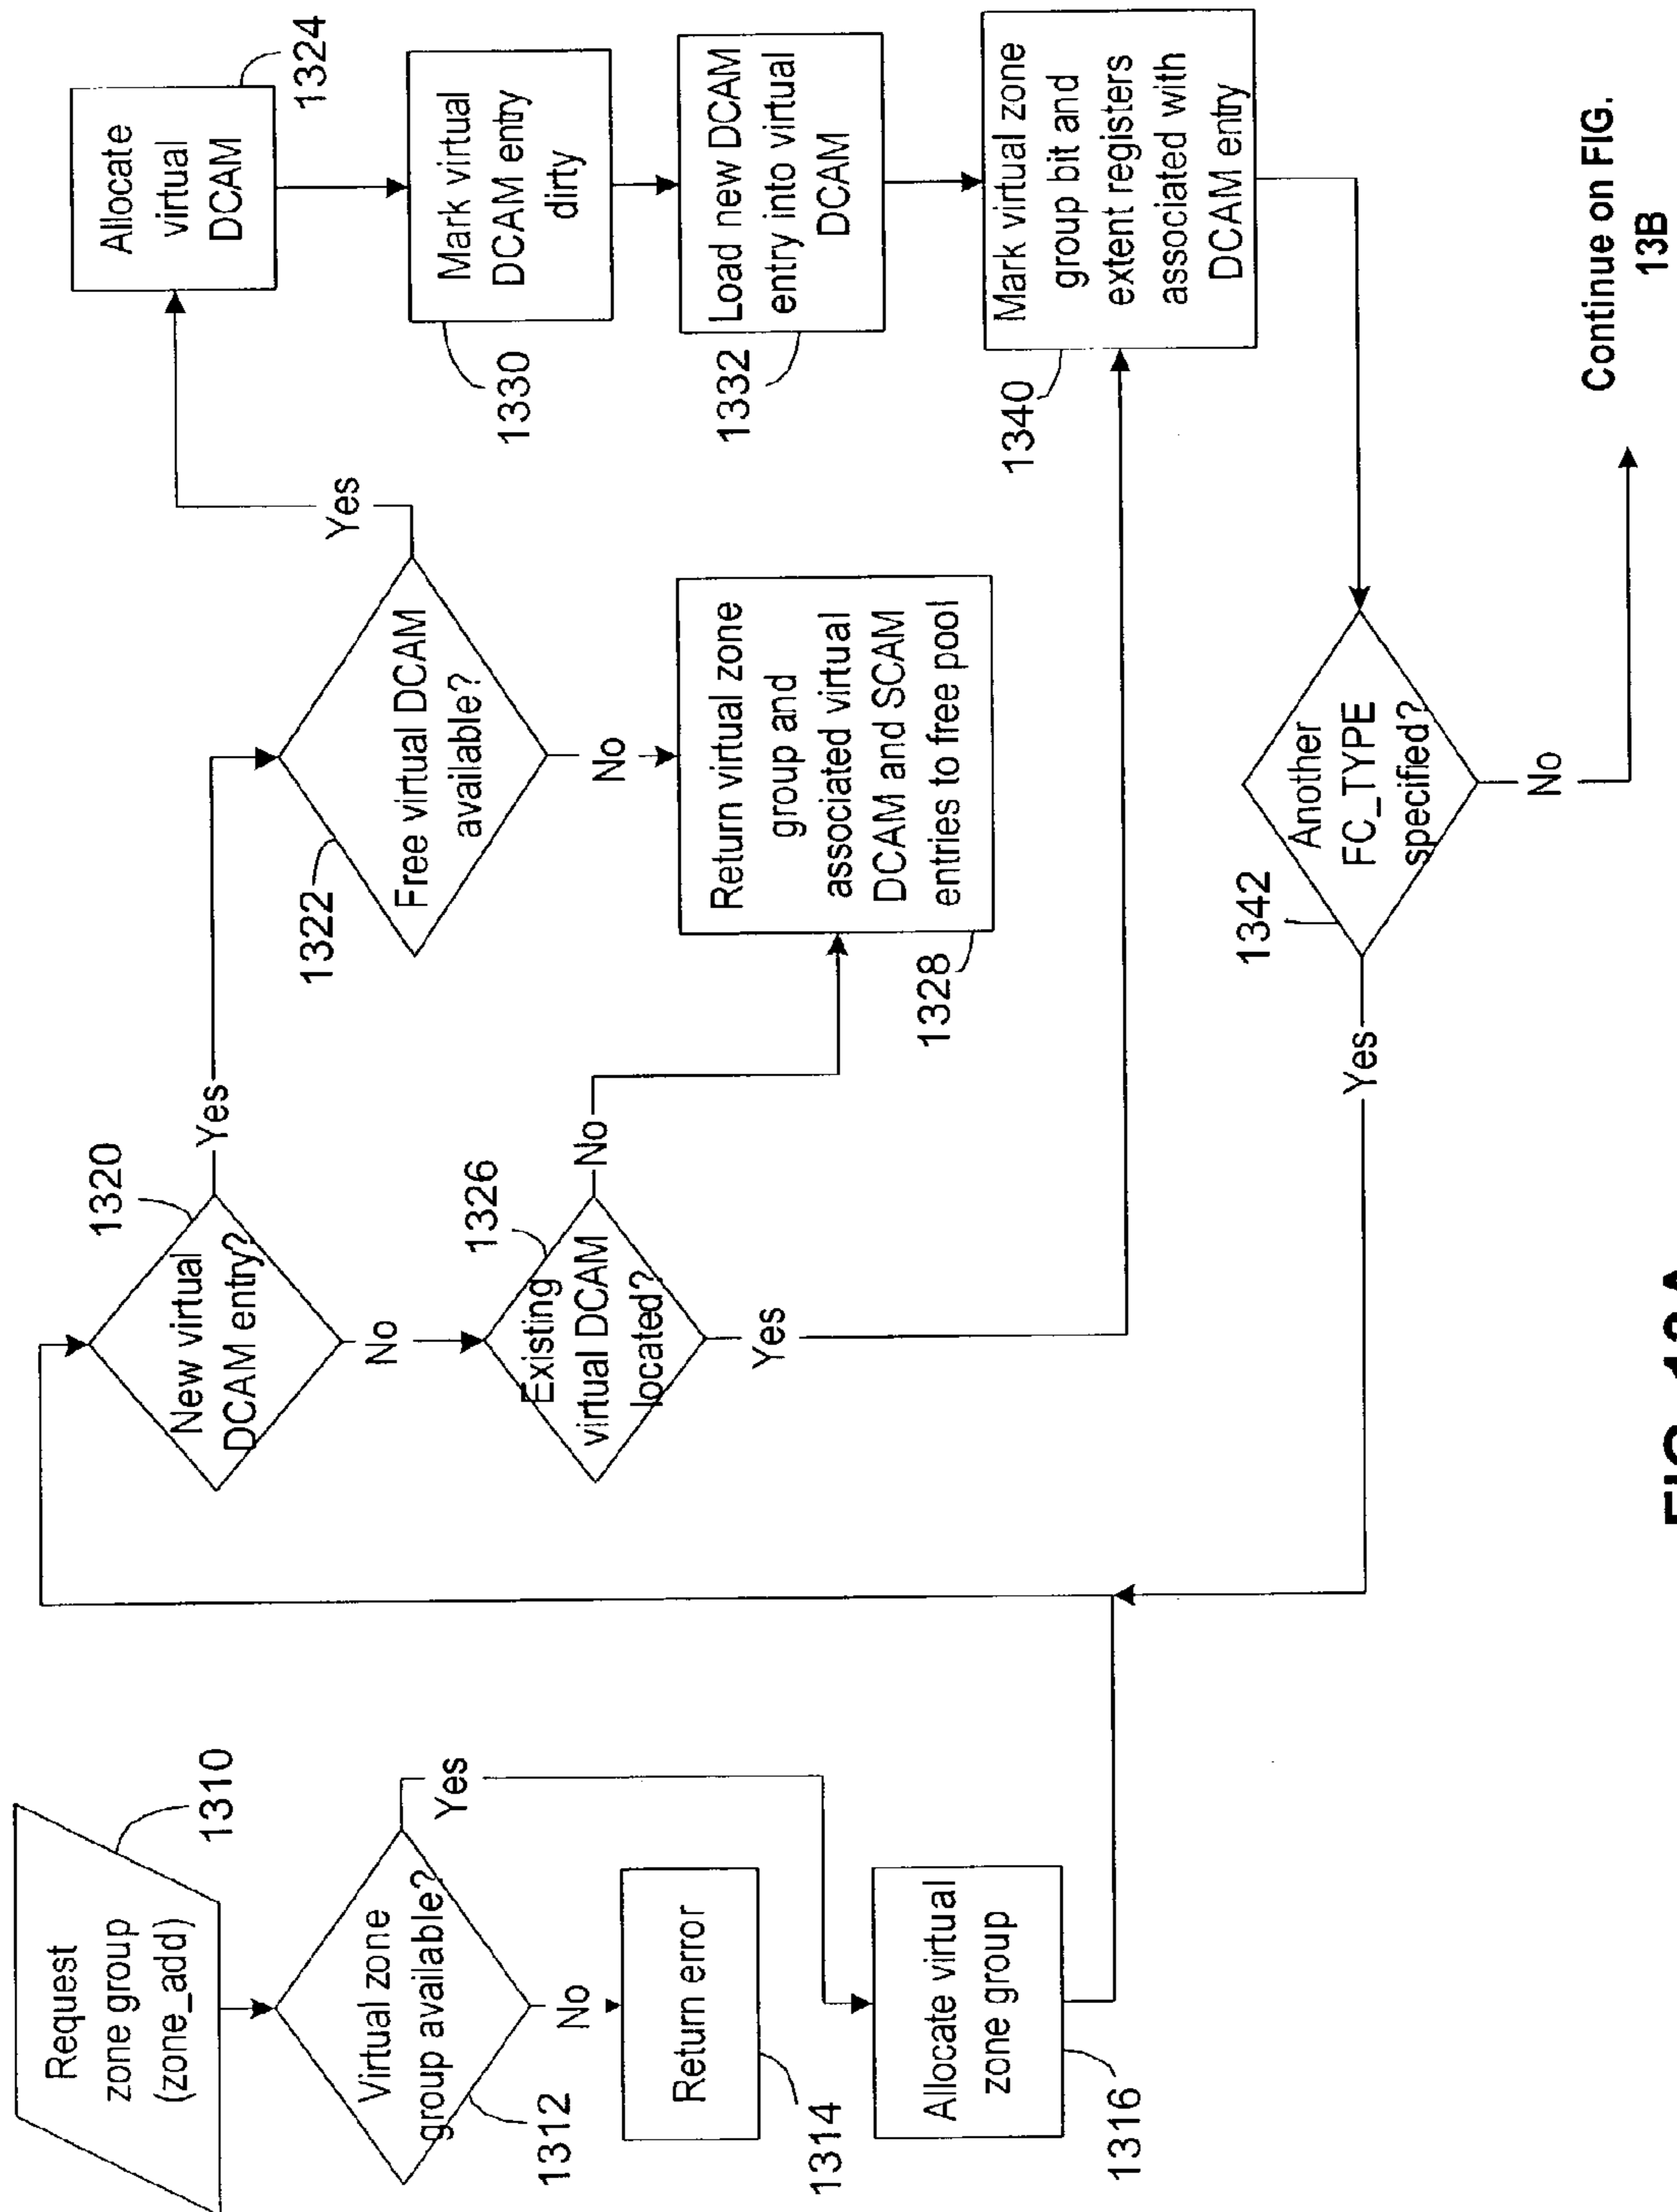 Request
zone group
(zone_add)
1310
Virtual zone
group available?
1312
Yes
No
Return error
1314
Allocate virtual
zone group
1316
New virtual
DCAM entry?
1320
Yes
No
Existing
virtual DCAM
located?
1326
No
Yes
Free virtual DCAM
available?
1322
Yes
No
Return virtual zone
group and
associated virtual
DCAM and SCAM
entries to free pool
1328
Allocate
virtual
DCAM
1324
Mark virtual
DCAM entry
dirty
1330
Load new DCAM
entry into virtual
DCAM
1332
Mark virtual zone
group bit and
extent registers
associated with
DCAM entry
1340
Another
FC_TYPE
specified?
1342
Yes
No
Continue on FIG.
13B